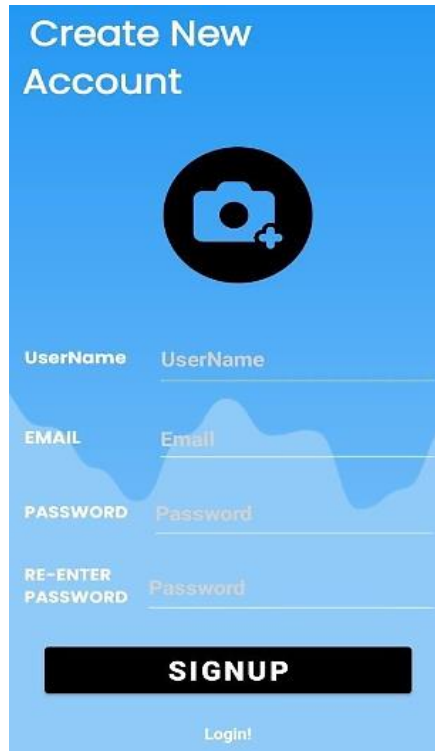 Create New
Account
UserName UserName
EMAIL Email
PASSWORD Password
RE-ENTER
PASSWORD Password
SIGNUP
Login!